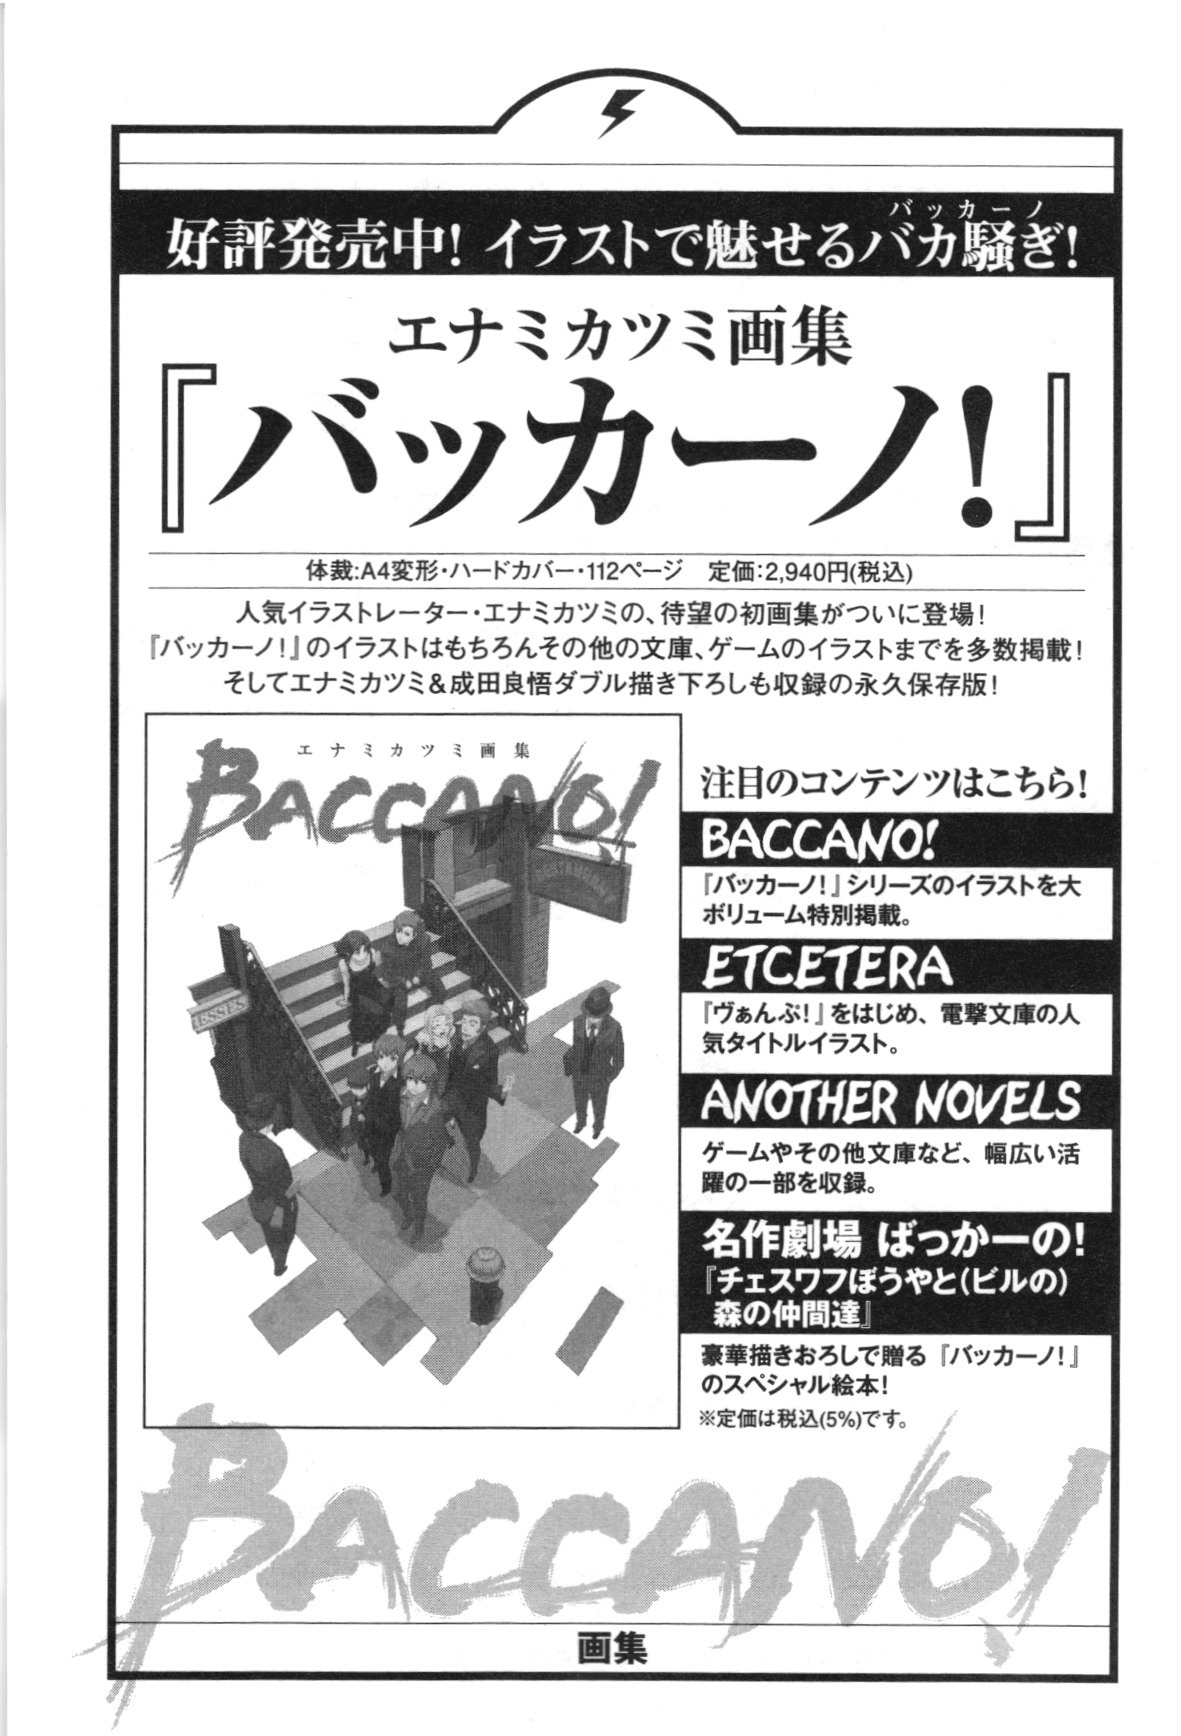 バッカーノ
好評発売中! イラストで魅せるバカ騒ぎ!
エナミカツミ画集
『バッカーノ!』
体裁:A4変形・ハードカバー・112ページ 定価:2,940円(税込)
人気イラストレーター・エナミカツミの、待望の初画集がついに登場!
『バッカーノ!』のイラストはもちろんその他の文庫、ゲームのイラストまでを多数掲載!
そしてエナミカツミ&成田良悟ダブル描き下ろしも収録の永久保存版!
エナミカツミ画集
BACCANO!
ESSES
注目のコンテンツはこちら!
BACCANO!
『バッカーノ!』シリーズのイラストを大
ボリューム特別掲載。
ETCETERA
『ヴぁんぷ!』をはじめ、電撃文庫の人
気タイトルイラスト。
ANOTHER NOVELS
ゲームやその他文庫など、幅広い活
躍の一部を収録。
名作劇場 ばっかーの!
『チェスワフぼうやと(ビルの)
森の仲間達』
豪華描きおろしで贈る『バッカーノ!』
のスペシャル絵本!
※定価は税込(5%)です。
BACCANO!
画集